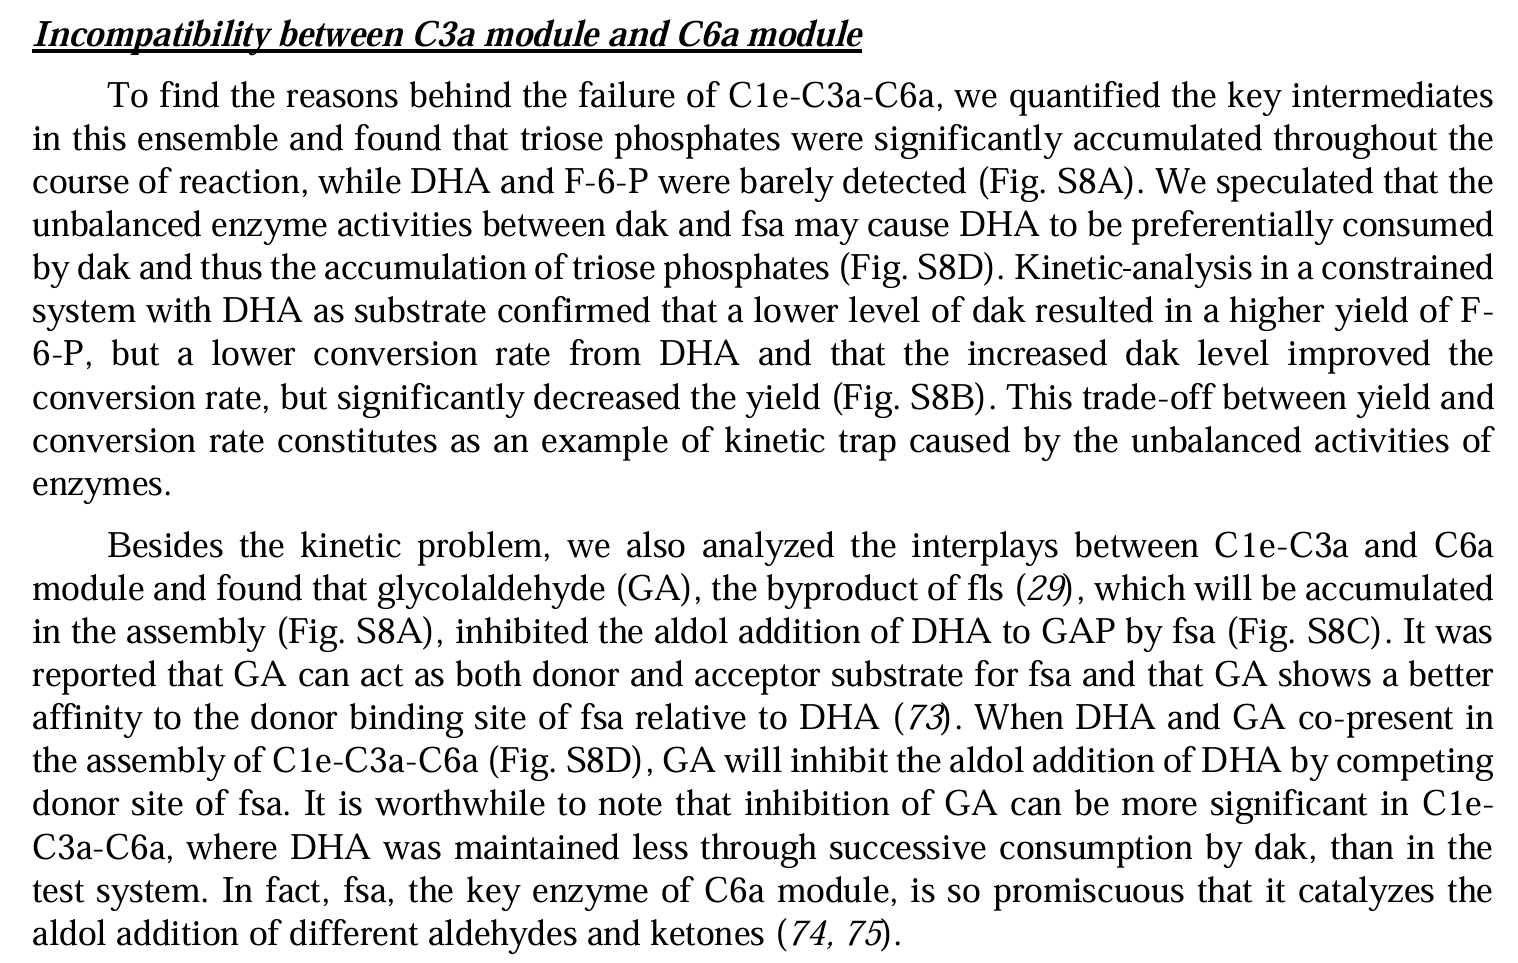 Incompatibility between C3a module and C6a module
To find the reasons behind the failure of C1e-C3a-C6a, we quantified the key intermediates
in this ensemble and found that triose phosphates were significantly accumulated throughout the
course of reaction, while DHA and F-6-P were barely detected (Fig. S8A). We speculated that the
unbalanced enzyme activities between dak and fsa may cause DHA to be preferentially consumed
by dak and thus the accumulation of triose phosphates (Fig. S8D). Kinetic-analysis in a constrained
system with DHA as substrate confirmed that a lower level of dak resulted in a higher yield of F-
6-P, but a lower conversion rate from DHA and that the increased dak level improved the
conversion rate, but significantly decreased the yield (Fig. S8B). This trade-off between yield and
conversion rate constitutes as an example of kinetic trap caused by the unbalanced activities of
enzymes.
Besides the kinetic problem, we also analyzed the interplays between C1e-C3a and C6a
module and found that glycolaldehyde (GA), the byproduct of fls (29), which will be accumulated
in the assembly (Fig. S8A), inhibited the aldol addition of DHA to GAP by fsa (Fig. S8C). It was
reported that GA can act as both donor and acceptor substrate for fsa and that GA shows a better
affinity to the donor binding site of fsa relative to DHA (73). When DHA and GA co-present in
the assembly of C1e-C3a-C6a (Fig. S8D), GA will inhibit the aldol addition of DHA by competing
donor site of fsa. It is worthwhile to note that inhibition of GA can be more significant in C1e-
C3a-C6a, where DHA was maintained less through successive consumption by dak, than in the
test system. In fact, fsa, the key enzyme of C6a module, is so promiscuous that it catalyzes the
aldol addition of different aldehydes and ketones (74, 75).